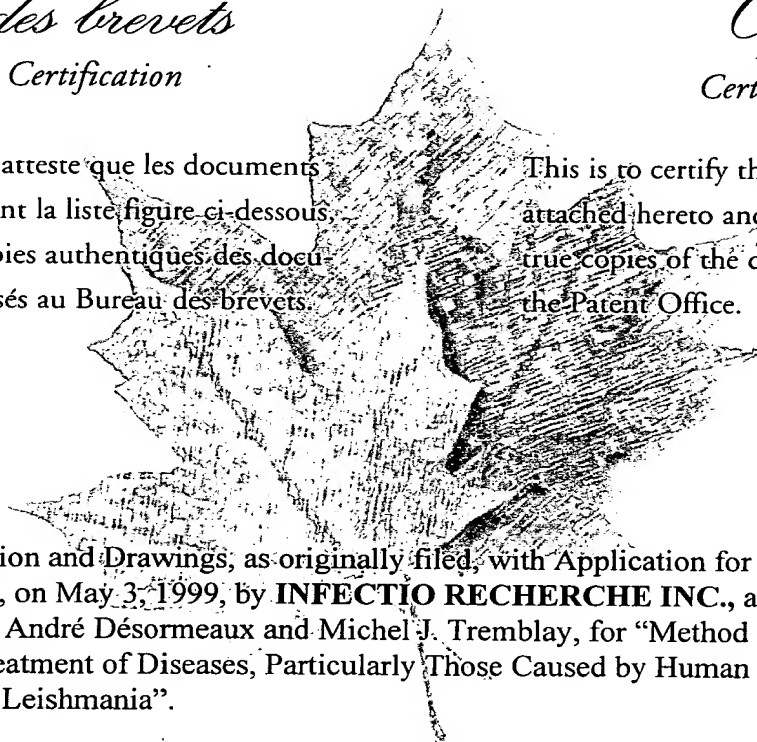 des brevets
Certification
atteste que les documents
nt la liste figure ci-dessous,
pies authentiques des docu-
sés au Bureau des brevets.
C
Cert
This is to certify th
attached hereto and
true copies of the d
the Patent Office.
ion and Drawings, as originally filed, with Application for
, on May 3, 1999, by INFECTIO RECHERCHE INC., a
André Désormeaux and Michel J. Tremblay, for “Method
eatment of Diseases, Particularly Those Caused by Human
Leishmania”.